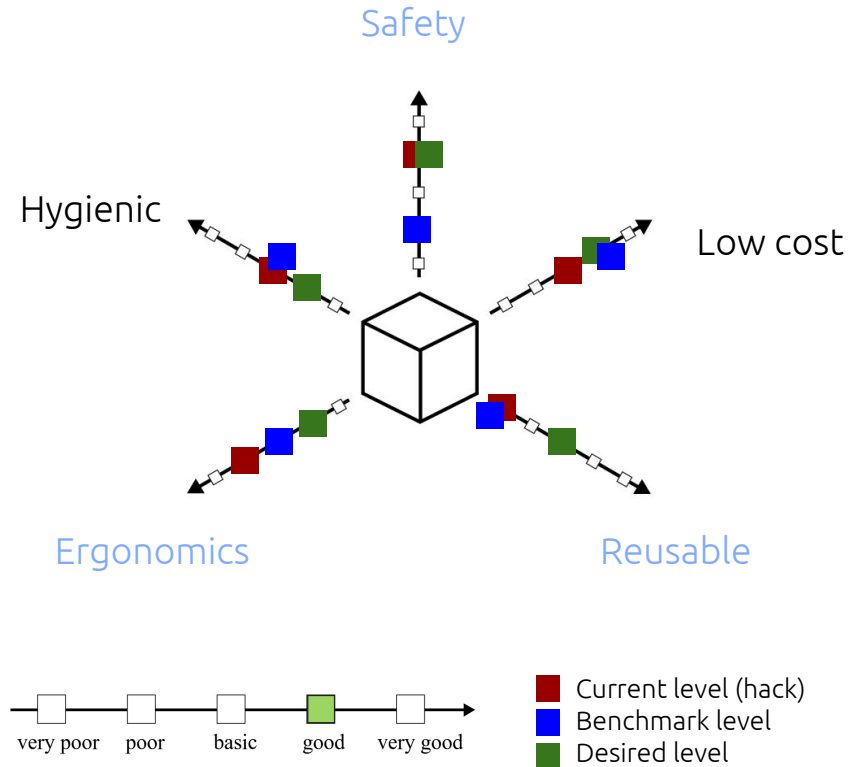 Safety
Hygienic
Low cost
Ergonomics
Reusable
very poor
poor
basic
good
very good
Current level (hack)
Benchmark level
Desired level